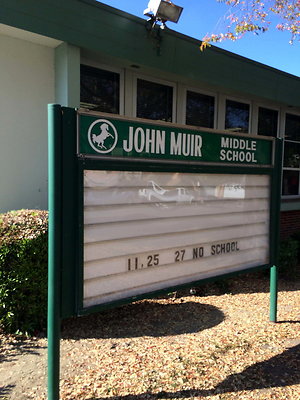 JOHN MUIR MIDDLE
SCHOOL
11.25 27 NO SCHOOL